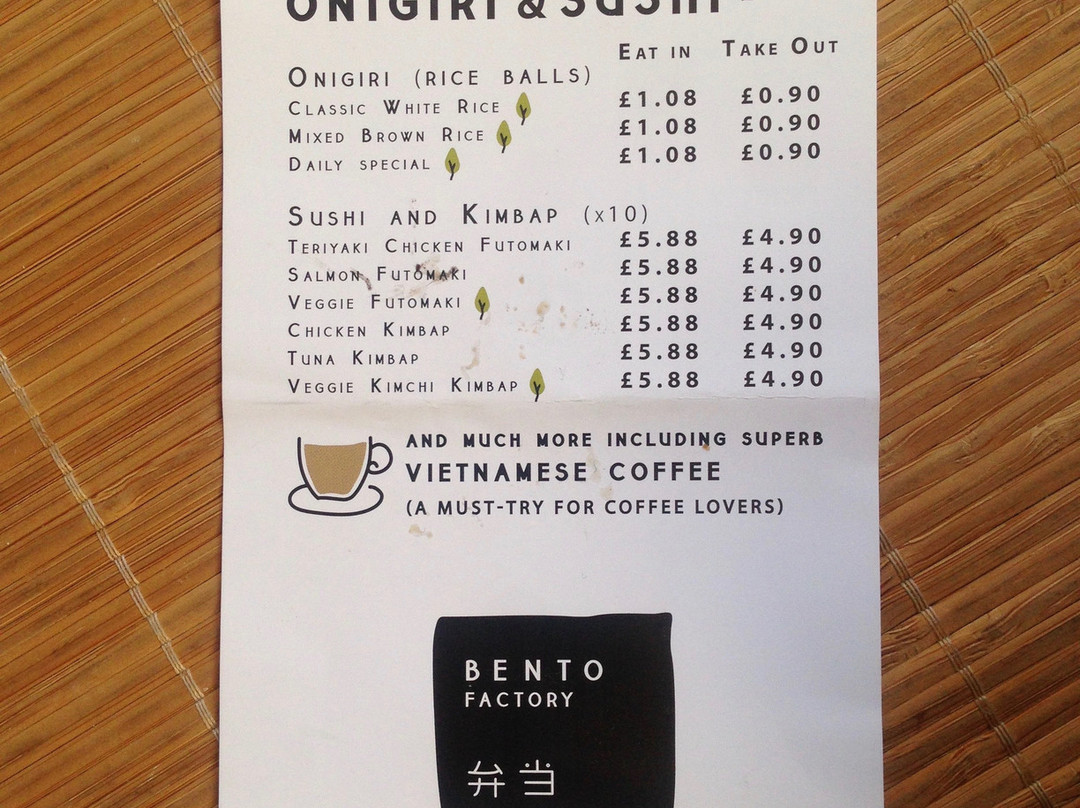 ONIGIRI & SUSHI
EAT IN TAKE OUT
ONIGIRI (RICE BALLS)
CLASSIC WHITE RICE £1.08 £0.90
MIXED BROWN RICE £1.08 £0.90
DAILY SPECIAL £1.08 £0.90
SUSHI AND KIMBAP (X10)
TERIYAKI CHICKEN FUTOMAKI £5.88 £4.90
SALMON FUTOMAKI £5.88 £4.90
VEGGIE FUTOMAKI £5.88 £4.90
CHICKEN KIMBAP £5.88 £4.90
TUNA KIMBAP £5.88 £4.90
VEGGIE KIMCHI KIMBAP £5.88 £4.90
AND MUCH MORE INCLUDING SUPERB
VIETNAMESE COFFEE
(A MUST-TRY FOR COFFEE LOVERS)
BENTO
FACTORY
弁当